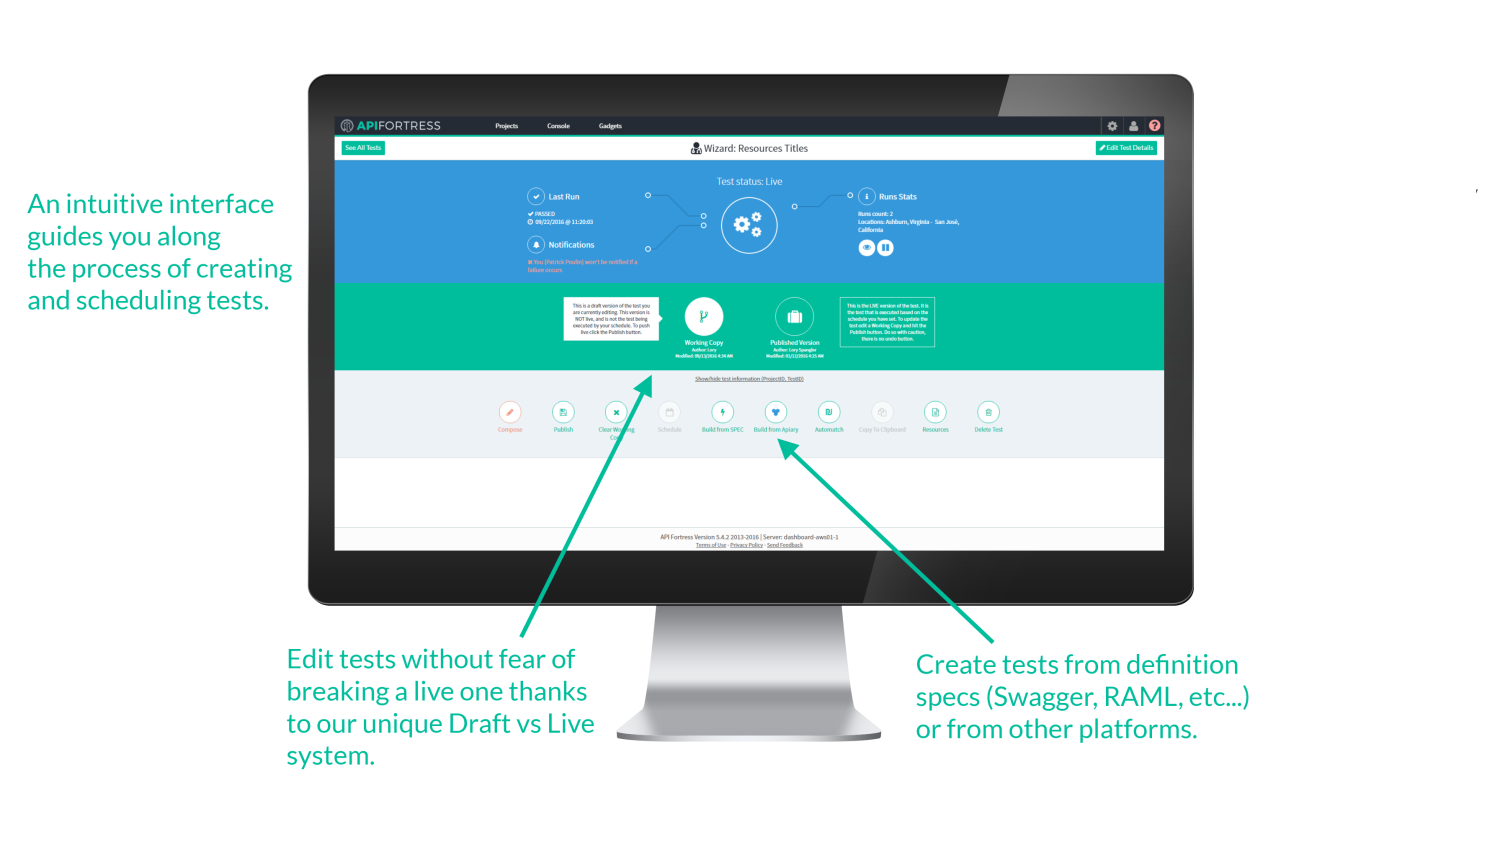 APIFORTRESS
Projects
Console
Gadgets
See All Tests
Wizard: Resources Titles
Edit Test Details
An intuitive interface
guides you along
the process of creating
and scheduling tests.
Test status: Live
Last Run
PASSED
09/22/2016 @ 11:20:03
Notifications
You [Patrick Poulin] won't be notified if a
failure occurs
Runs Stats
Runs count: 2
Locations: Ashburn, Virginia - San José,
California
This is a draft version of the test you
are currently editing. This version is
NOT live, and is not the test being
executed by your schedule. To push
live click the Publish button.
Working Copy
Author: Lory
Modified: 09/13/2016 4:34 AM
Published Version
Author: Lory Spangler
Modified: 01/12/2016 4:25 AM
This is the LIVE version of the test. It is
the test that is executed based on the
schedule you have set. To update the
test edit a Working Copy and hit the
Publish button. Do so with caution,
there is no undo button.
Show/hide test information (ProjectID, TestID)
Compose
Publish
Clear Working
Copy
Schedule
Build from SPEC
Build from Apiary
Automatch
Copy To Clipboard
Resources
Delete Test
API Fortress Version 5.4.2 2013-2016 | Server: dashboard-aws01-1
Terms of Use - Privacy Policy - Send Feedback
Edit tests without fear of
breaking a live one thanks
to our unique Draft vs Live
system.
Create tests from definition
specs (Swagger, RAML, etc...)
or from other platforms.